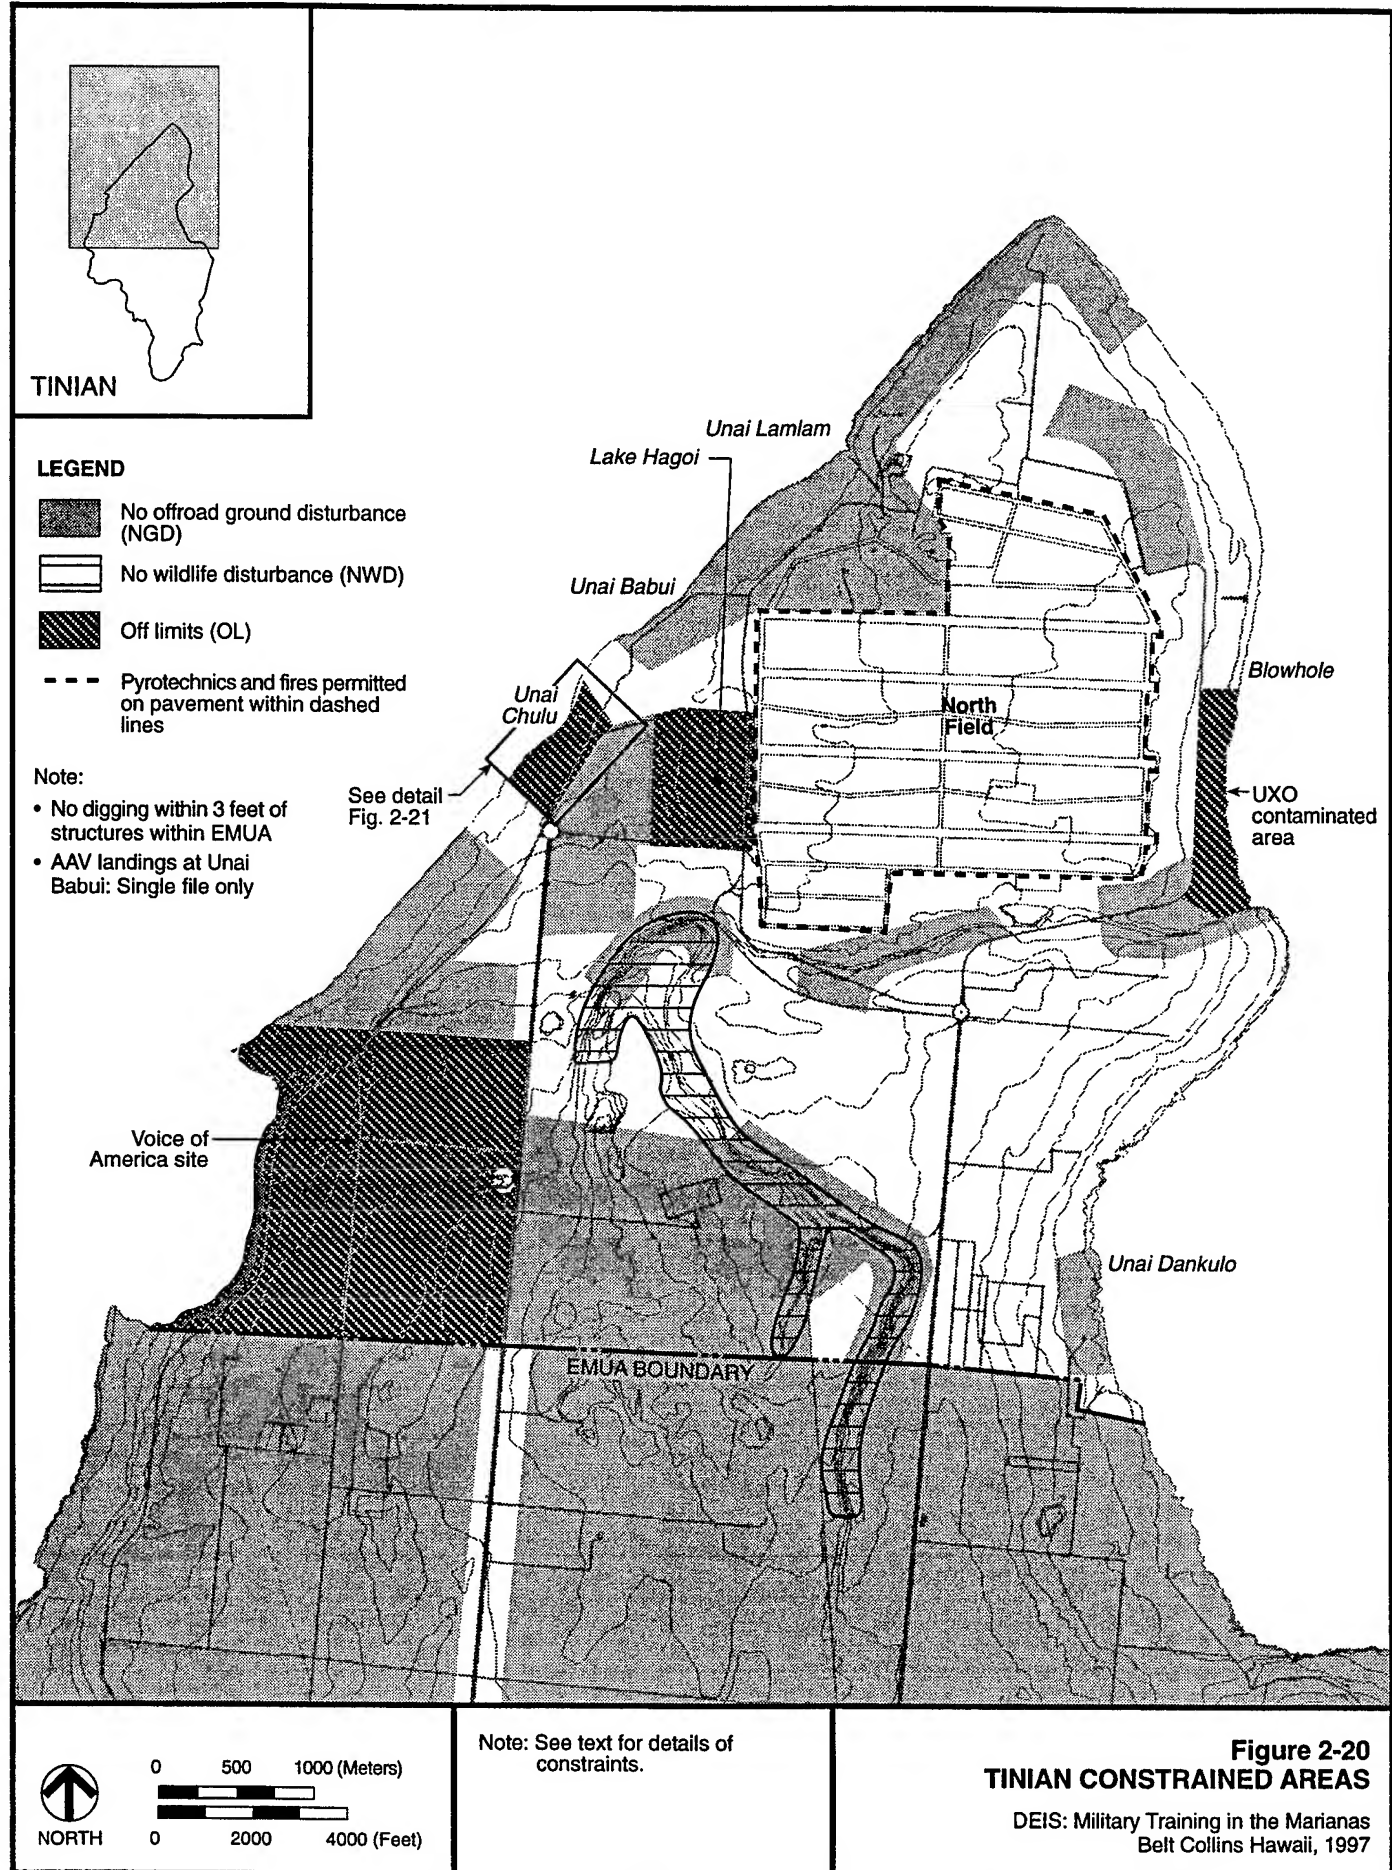 TINIAN
LEGEND
No offroad ground disturbance
(NGD)
No wildlife disturbance (NWD)
Off limits (OL)
Pyrotechnics and fires permitted
on pavement within dashed
lines
Note:
• No digging within 3 feet of
structures within EMUA
• AAV landings at Unai
Babui: Single file only
Unai Lamlam
Lake Hagoi
Unai Babui
Unai
Chulu
See detail
Fig. 2-21
North
Field
Blowhole
UXO
contaminated
area
Voice of
America site
Unai Dankulo
EMUA BOUNDARY
NORTH
0 500 1000 (Meters)
0 2000 4000 (Feet)
Note: See text for details of
constraints.
Figure 2-20
TINIAN CONSTRAINED AREAS
DEIS: Military Training in the Marianas
Belt Collins Hawaii, 1997